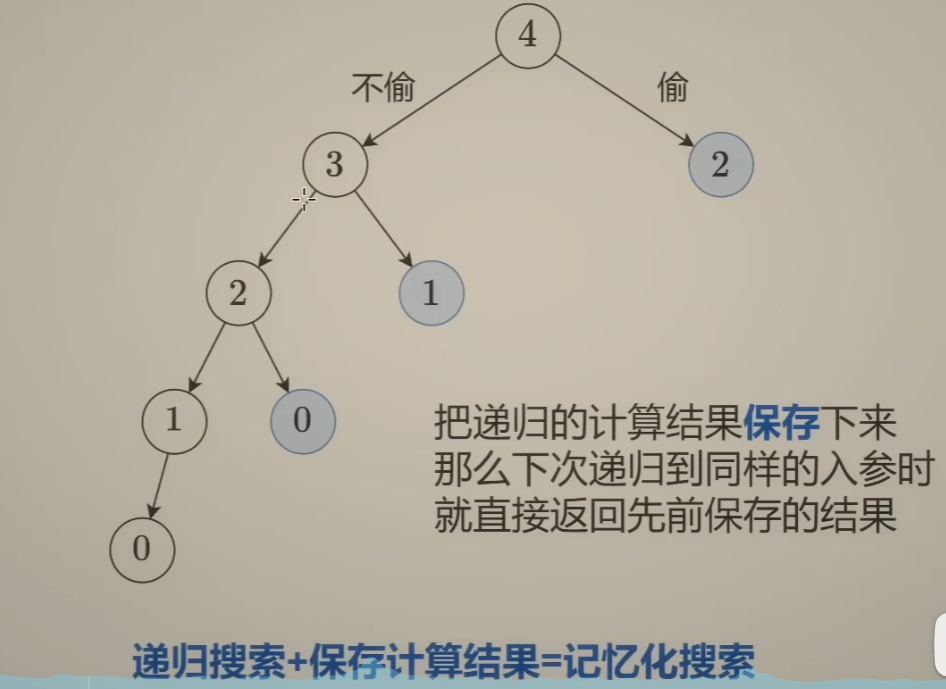 4
不偷
偷
3
2
2
1
1
0
把递归的计算结果保存下来
那么下次递归到同样的入参时
就直接返回先前保存的结果
0
递归搜索+保存计算结果=记忆化搜索